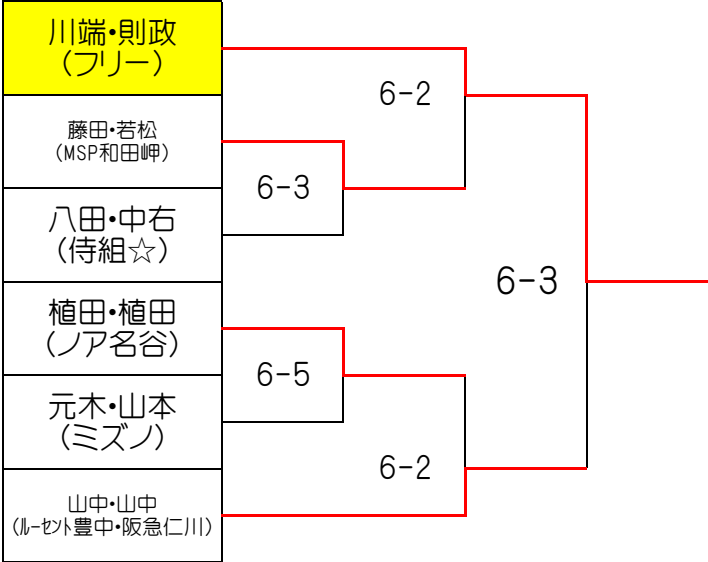 川端・則政
(フリー)
6-2
藤田・若松
(MSP和田岬)
6-3
八田・中右
(侍組☆)
6-3
植田・植田
(ノア名谷)
6-5
元木・山本
(ミズノ)
6-2
山中・山中
(ﾙｰｾﾝﾄ豊中・阪急仁川)